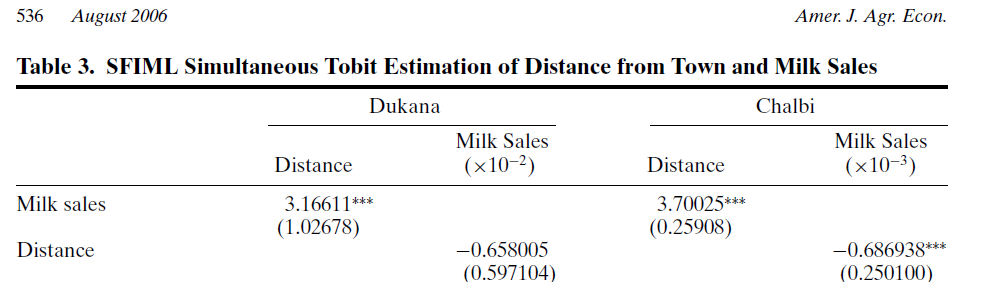 536 August 2006 Amer. J. Agr. Econ.
Table 3. SFIML Simultaneous Tobit Estimation of Distance from Town and Milk Sales
Dukana Chalbi
Milk Sales Milk Sales
Distance (×10−2) Distance (×10−3)
Milk sales 3.16611*** 3.70025***
(1.02678) (0.25908)
Distance −0.658005 −0.686938***
(0.597104) (0.250100)